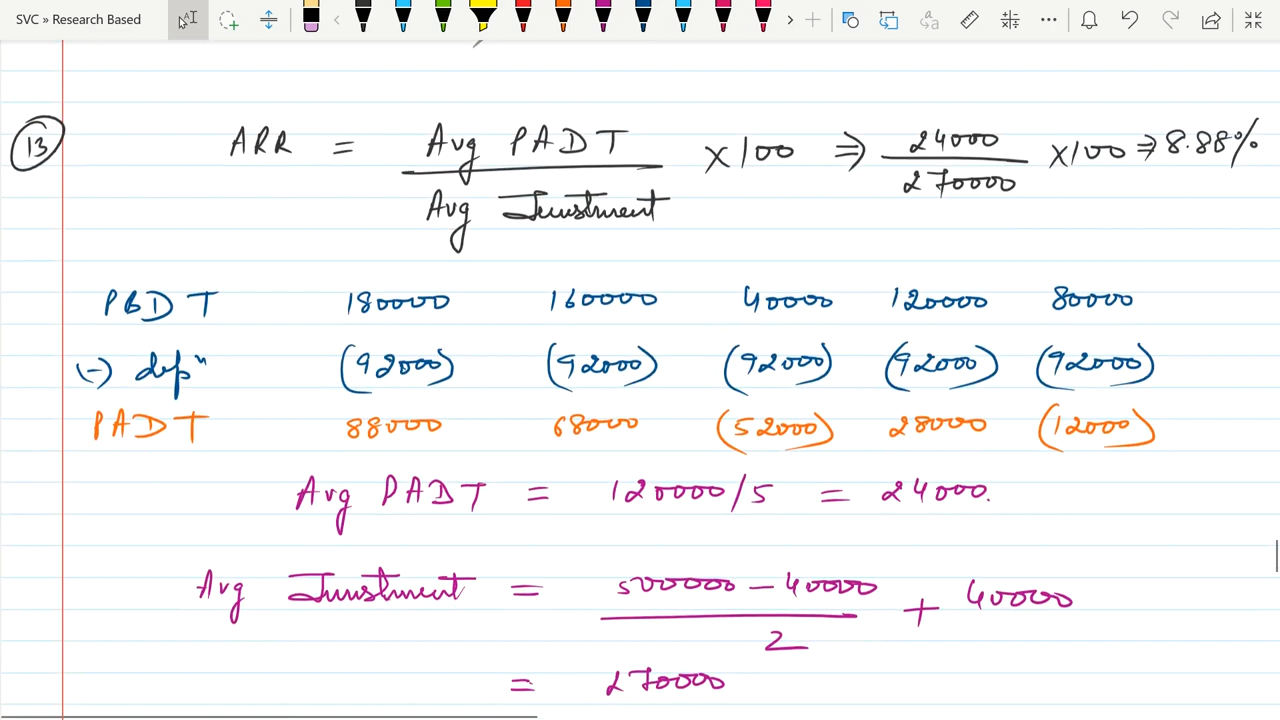 SVC » Research Based
13 ARR = Avg PADT / Avg Investment × 100 ⇒ 24000 / 270000 × 100 ⇒ 8.88%
PBDT 180000 160000 40000 120000 80000
(-) depⁿ (92000) (92000) (92000) (92000) (92000)
PADT 88000 68000 (52000) 28000 (12000)
Avg PADT = 120000/5 = 24000.
Avg Investment = 500000 - 40000 / 2 + 40000
= 270000